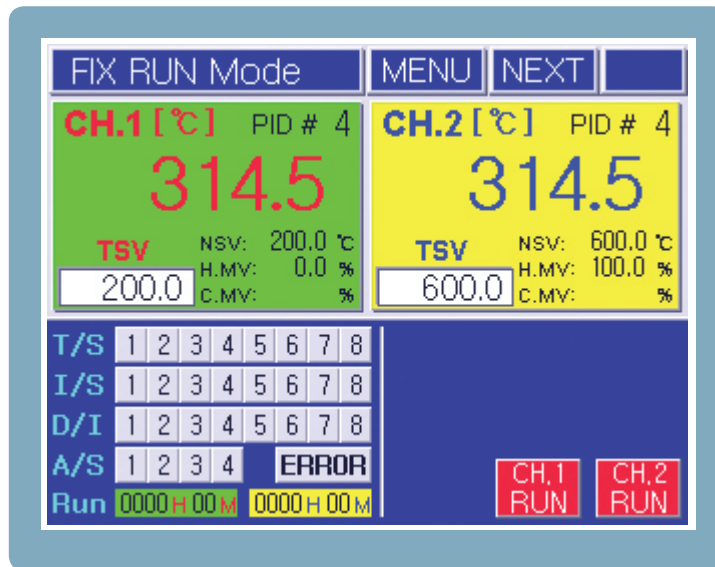 FIX RUN Mode MENU NEXT
CH.1 [℃] PID # 4
314.5
TSV
200.0
NSV: 200.0 ℃
H.MV: 0.0 %
C.MV: %
CH.2 [℃] PID # 4
314.5
TSV
600.0
NSV: 600.0 ℃
H.MV: 100.0 %
C.MV: %
T/S 1 2 3 4 5 6 7 8
I/S 1 2 3 4 5 6 7 8
D/I 1 2 3 4 5 6 7 8
A/S 1 2 3 4 ERROR
Run 0000 H 00 M 0000 H 00 M
CH.1
RUN
CH.2
RUN